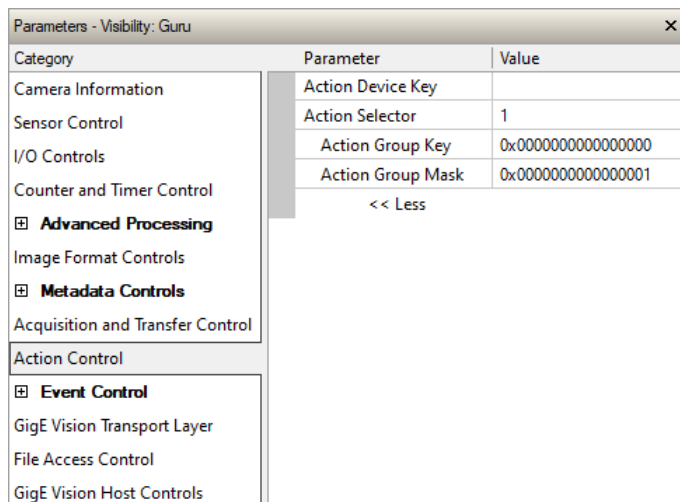 Parameters - Visibility: Guru
Category
Parameter
Value
Camera Information
Action Device Key
Sensor Control
Action Selector
1
I/O Controls
Action Group Key
0x0000000000000000
Counter and Timer Control
Action Group Mask
0x0000000000000001
<< Less
Advanced Processing
Image Format Controls
Metadata Controls
Acquisition and Transfer Control
Action Control
Event Control
GigE Vision Transport Layer
File Access Control
GigE Vision Host Controls